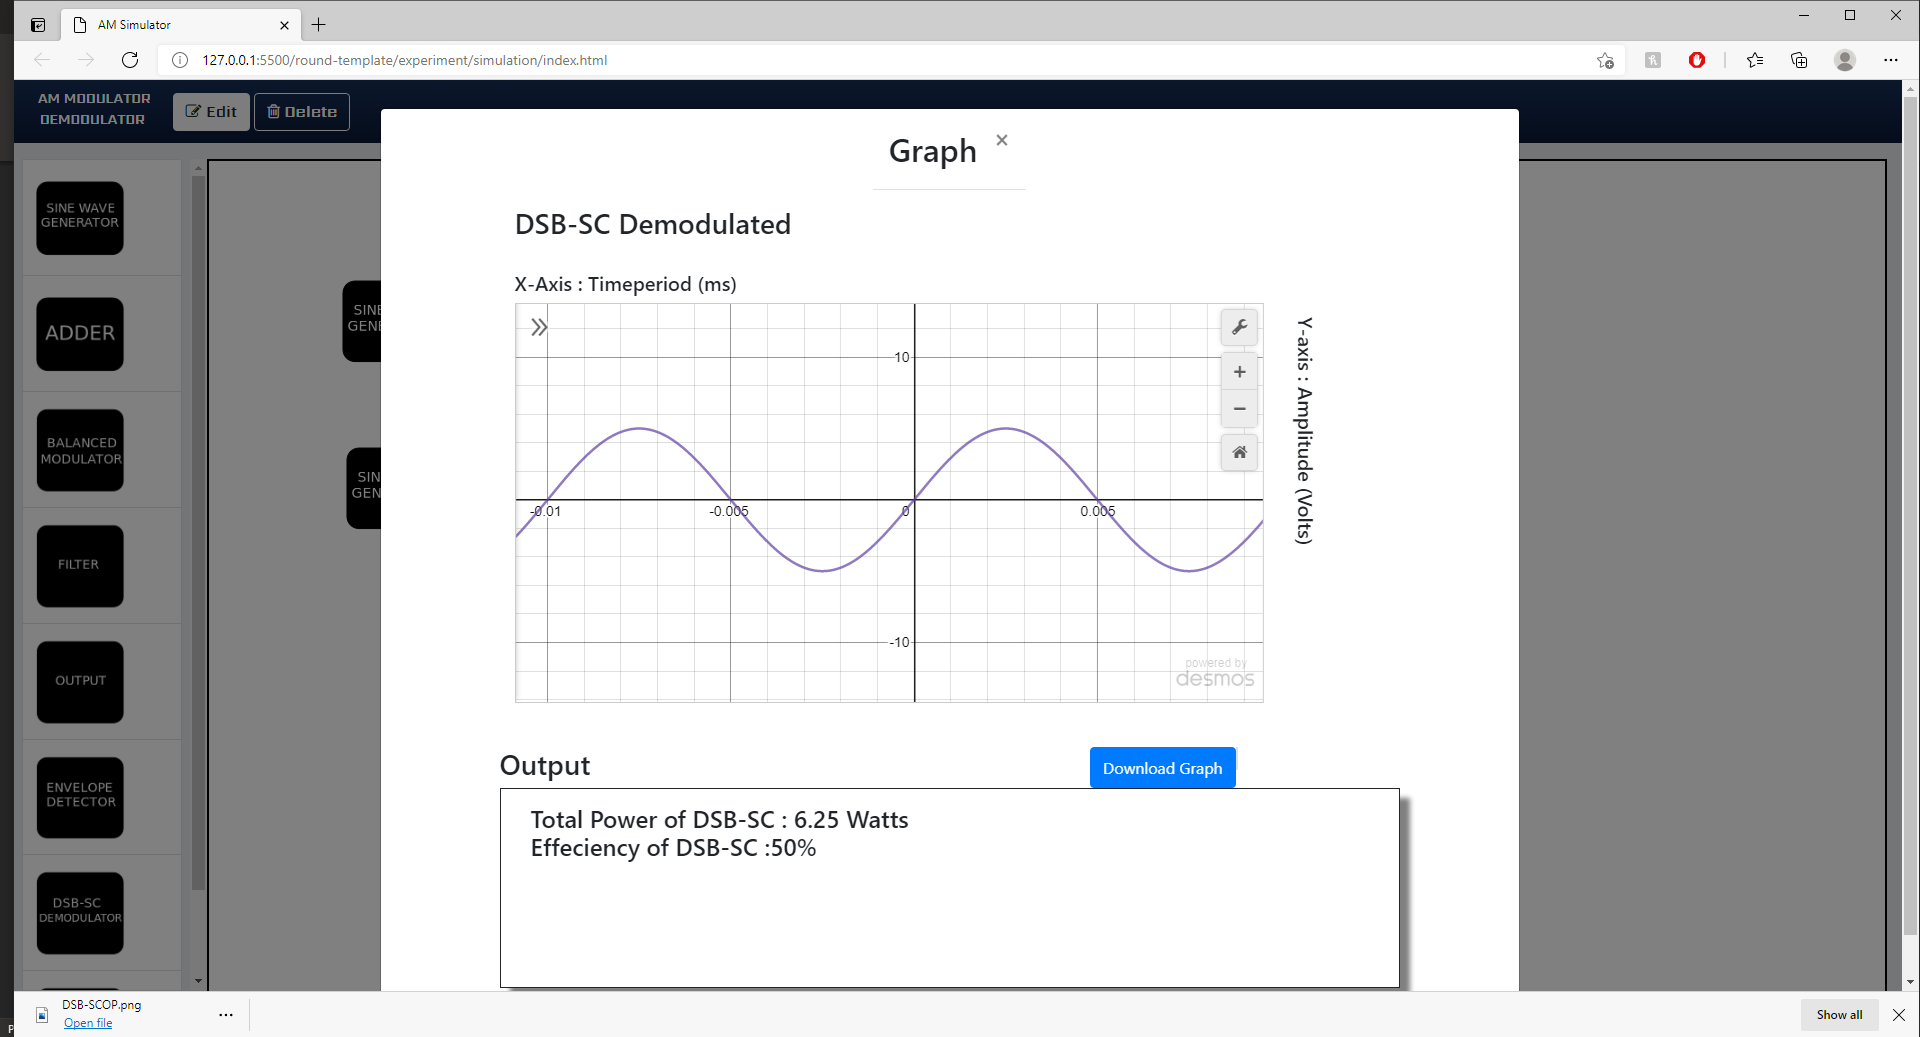 AM Simulator
127.0.0.1:5500/round-template/experiment/simulation/index.html
AM MODULATOR
DEMODULATOR
Edit
Delete
SINE WAVE
GENERATOR
ADDER
BALANCED
MODULATOR
FILTER
OUTPUT
ENVELOPE
DETECTOR
DSB-SC
DEMODULATOR
SINE
GENE
SIN
GEN
Graph
×
DSB-SC Demodulated
X-Axis : Timeperiod (ms)
10
-0.01
-0.005
0
0.005
-10
powered by
desmos
Y-axis : Amplitude (Volts)
Output
Download Graph
Total Power of DSB-SC : 6.25 Watts
Effeciency of DSB-SC :50%
DSB-SCOP.png
Open file
Show all